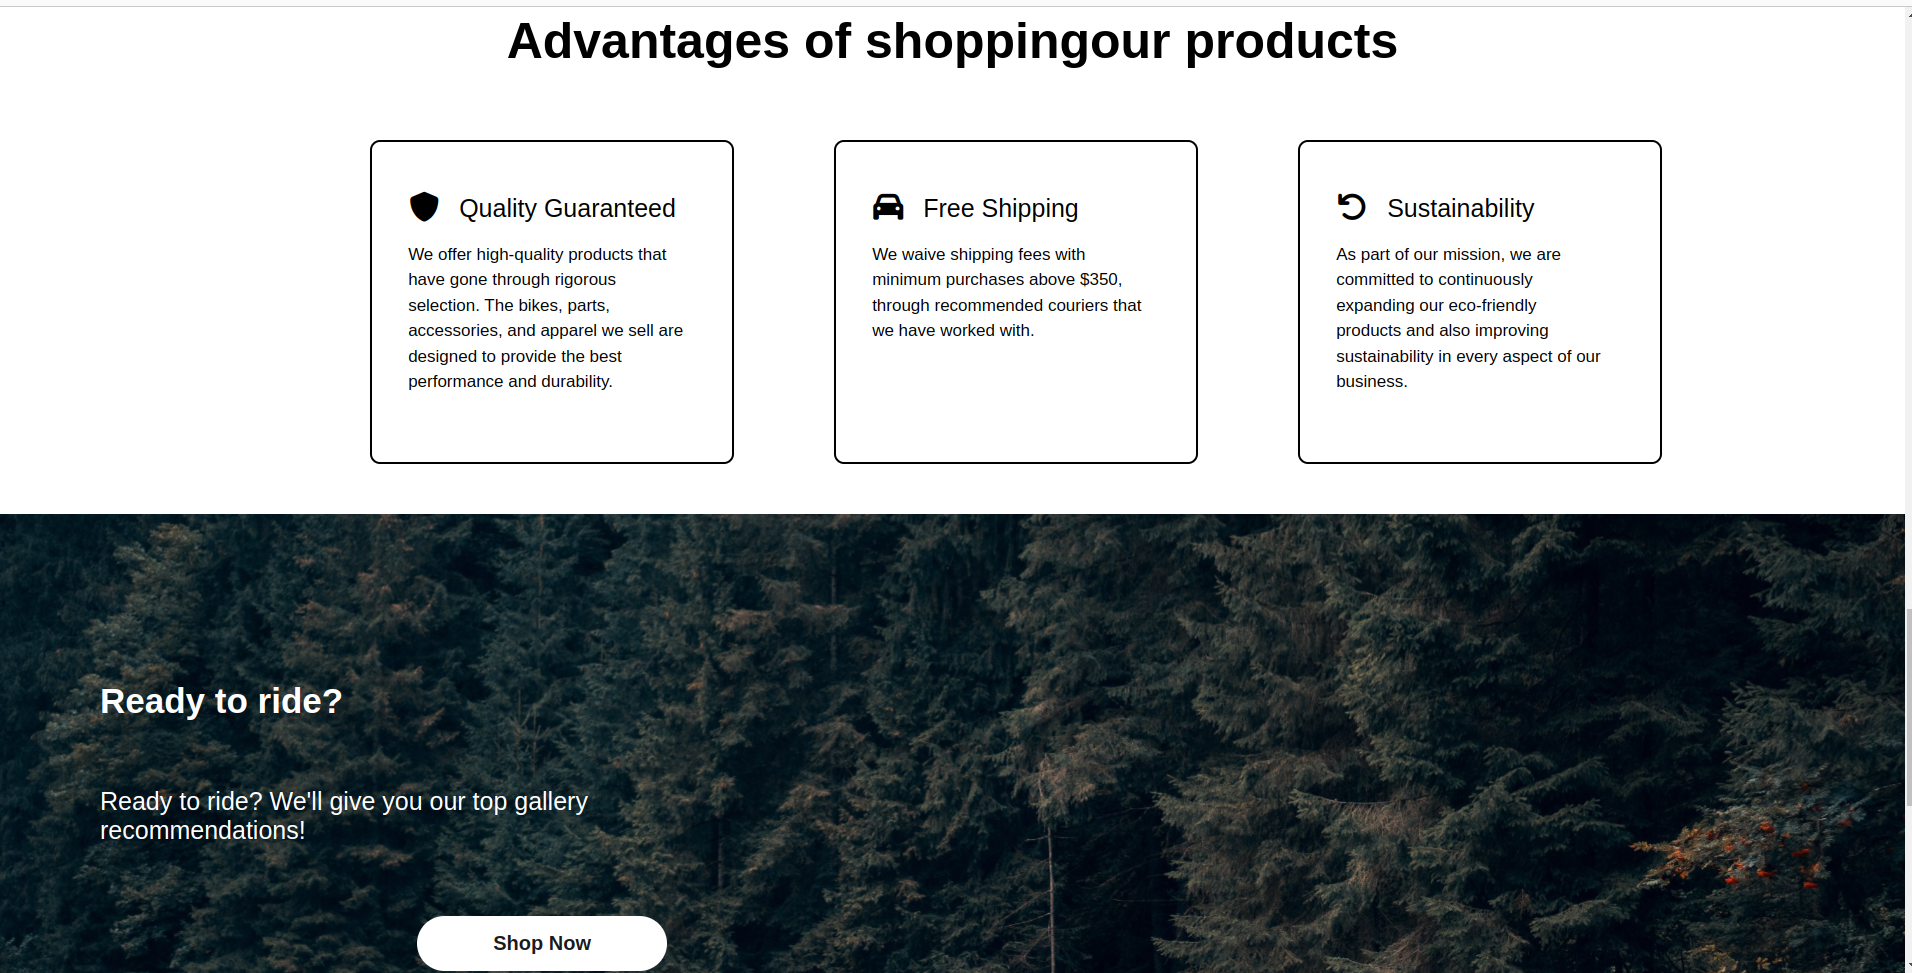 Advantages of shoppingour products
Quality Guaranteed
We offer high-quality products that
have gone through rigorous
selection. The bikes, parts,
accessories, and apparel we sell are
designed to provide the best
performance and durability.
Free Shipping
We waive shipping fees with
minimum purchases above $350,
through recommended couriers that
we have worked with.
Sustainability
As part of our mission, we are
committed to continuously
expanding our eco-friendly
products and also improving
sustainability in every aspect of our
business.
Ready to ride?
Ready to ride? We'll give you our top gallery
recommendations!
Shop Now